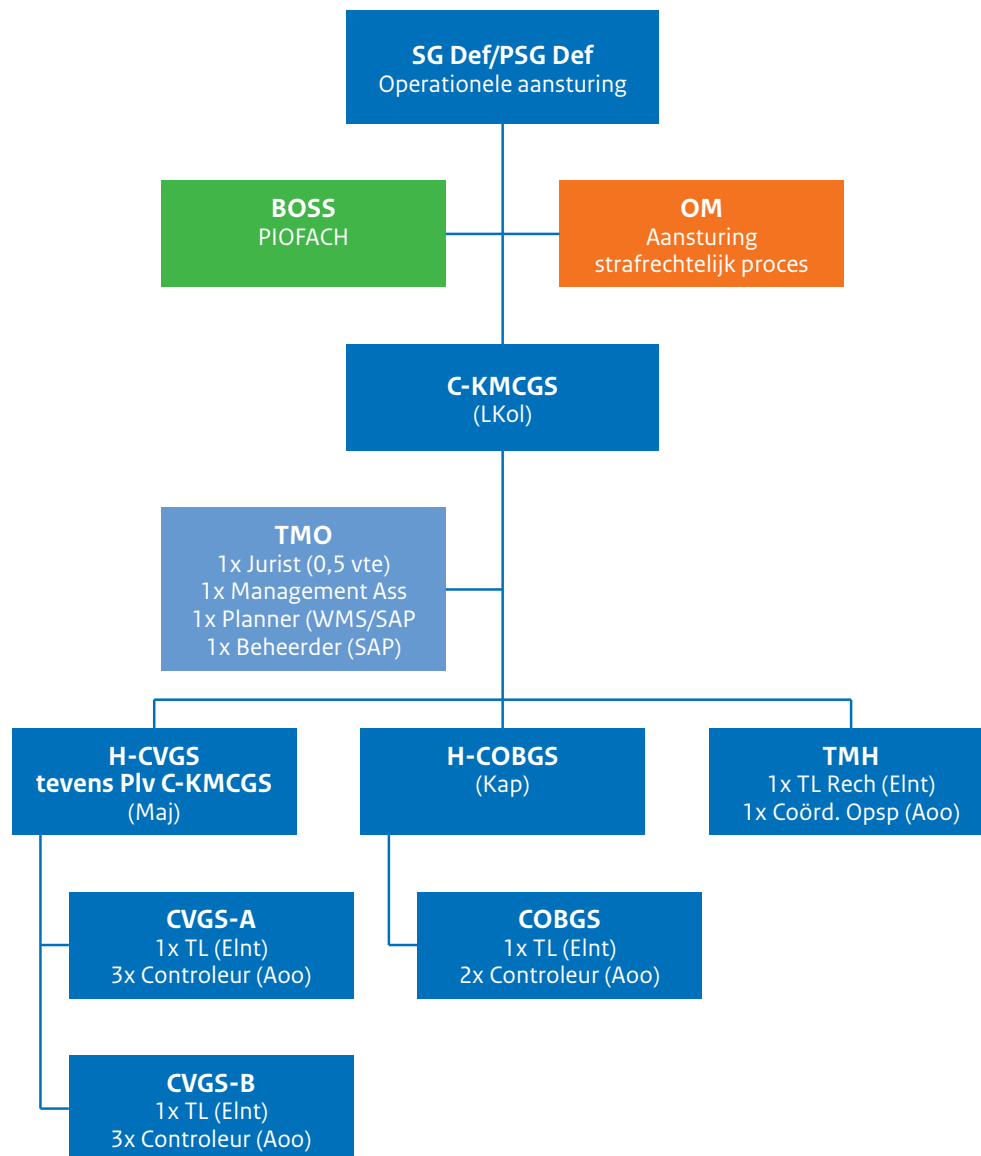 SG Def/PSG Def
Operationele aansturing
BOSS
PIOFACH
OM
Aansturing
strafrechtelijk proces
C-KMCGS
(LKol)
TMO
1x Jurist (0,5 vte)
1x Management Ass
1x Planner (WMS/SAP
1x Beheerder (SAP)
H-CVGS
tevens Plv C-KMCGS
(Maj)
H-COBGS
(Kap)
TMH
1x TL Rech (Elnt)
1x Coörd. Opsp (Aoo)
CVGS-A
1x TL (Elnt)
3x Controleur (Aoo)
COBGS
1x TL (Elnt)
2x Controleur (Aoo)
CVGS-B
1x TL (Elnt)
3x Controleur (Aoo)